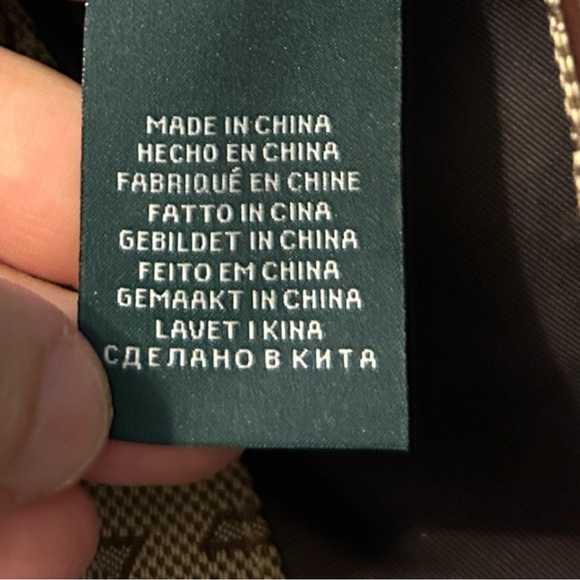 MADE IN CHINA
HECHO EN CHINA
FABRIQUÉ EN CHINE
FATTO IN CINA
GEBILDET IN CHINA
FEITO EM CHINA
GEMAAKT IN CHINA
LAVET I KINA
СДЕЛАНО В КИТА